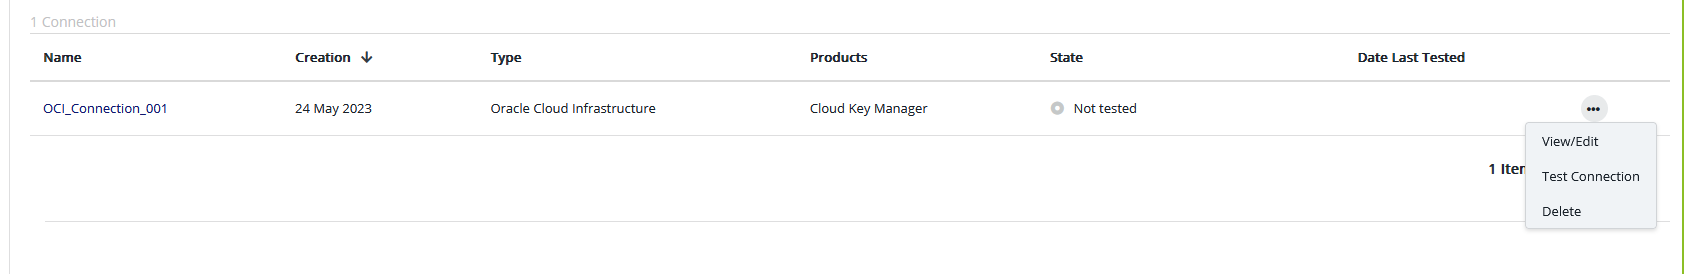 1 Connection
Name Creation Type Products State Date Last Tested
OCI_Connection_001 24 May 2023 Oracle Cloud Infrastructure Cloud Key Manager Not tested
View/Edit
1
Test Connection
Delete